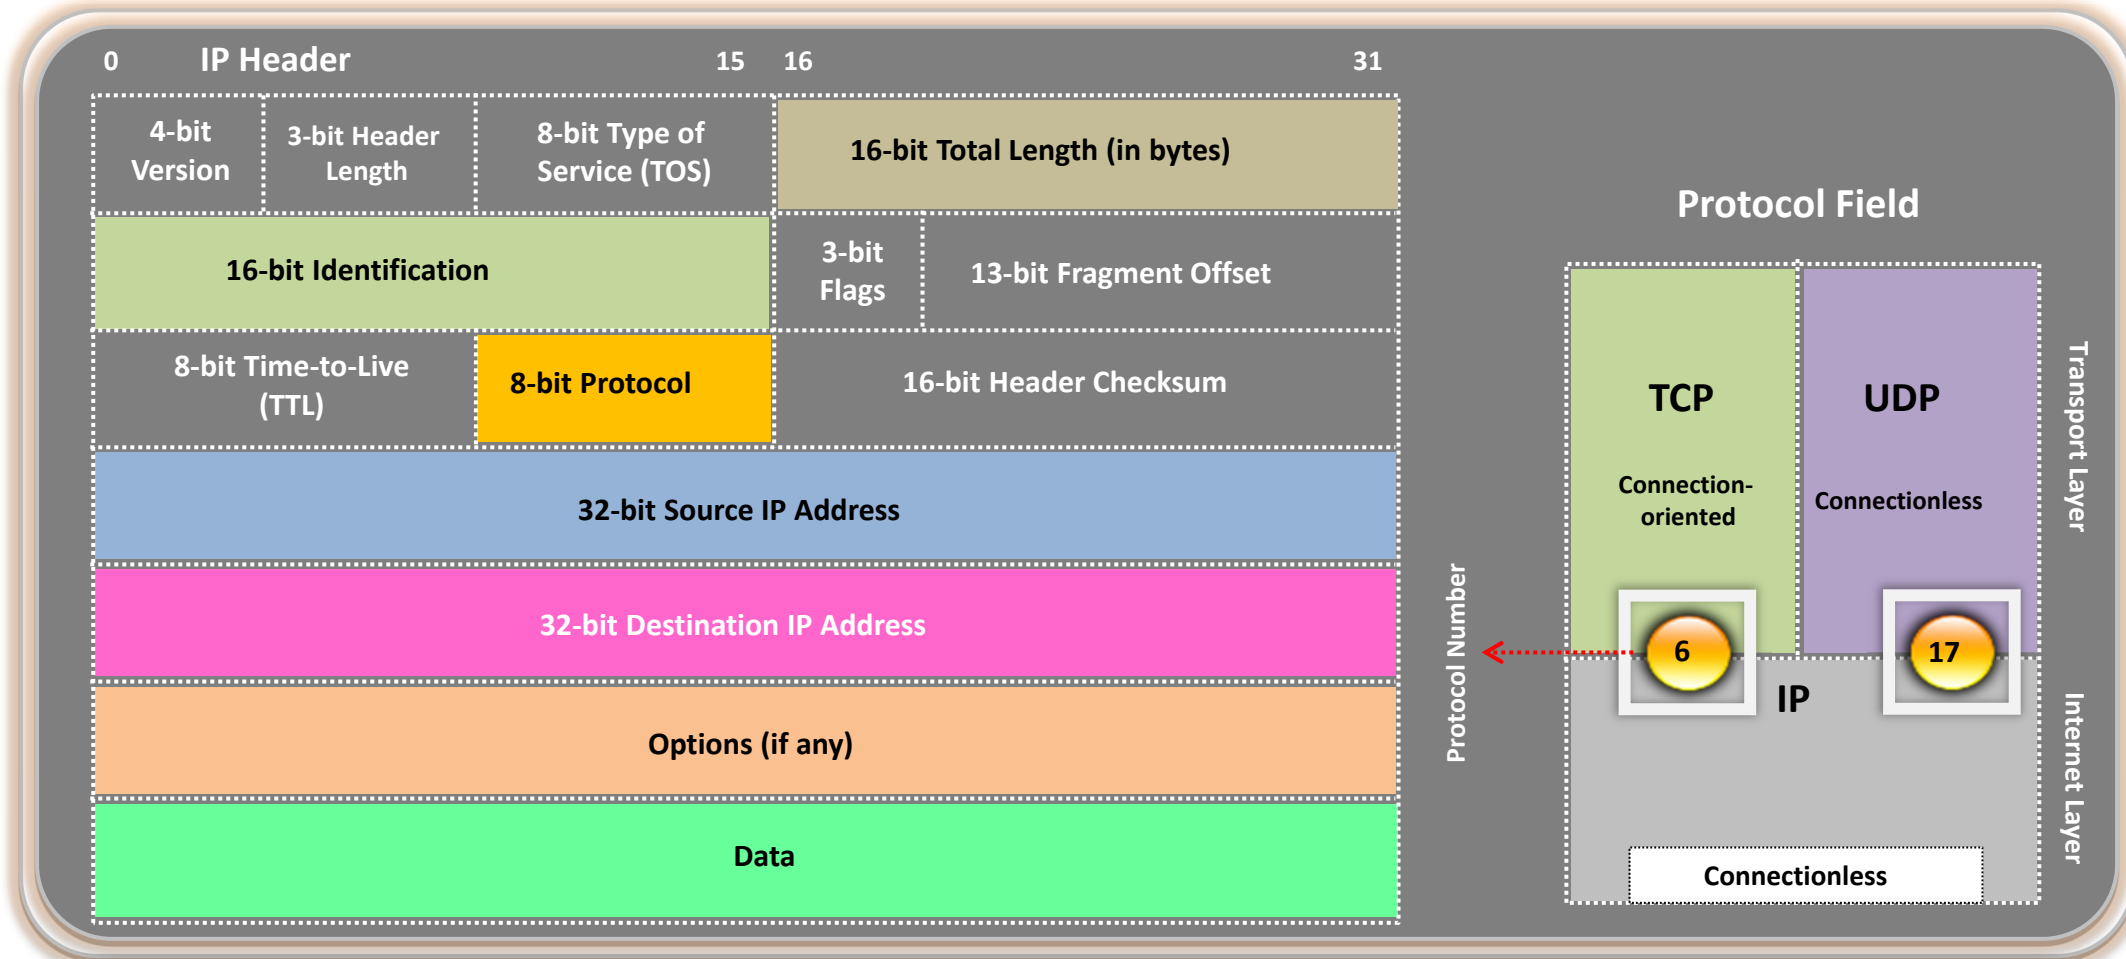 0 IP Header 15 16 31
4-bit
Version
3-bit Header
Length
8-bit Type of
Service (TOS)
16-bit Total Length (in bytes)
16-bit Identification
3-bit
Flags
13-bit Fragment Offset
8-bit Time-to-Live
(TTL)
8-bit Protocol
16-bit Header Checksum
32-bit Source IP Address
32-bit Destination IP Address
Options (if any)
Data
Protocol Field
TCP
Connection-
oriented
UDP
Connectionless
Transport Layer
Protocol Number
6
17
IP
Connectionless
Internet Layer